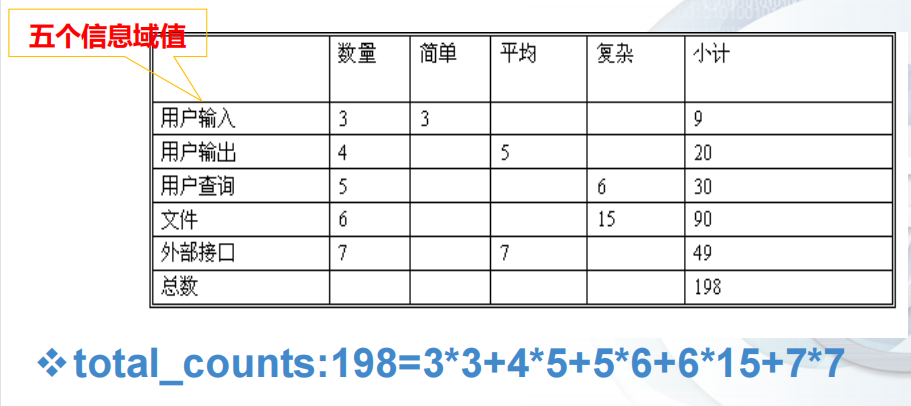 五个信息域值
数量 简单 平均 复杂 小计
用户输入 3 3 9
用户输出 4 5 20
用户查询 5 6 30
文件 6 15 90
外部接口 7 7 49
总数 198
❖total_counts:198=3*3+4*5+5*6+6*15+7*7